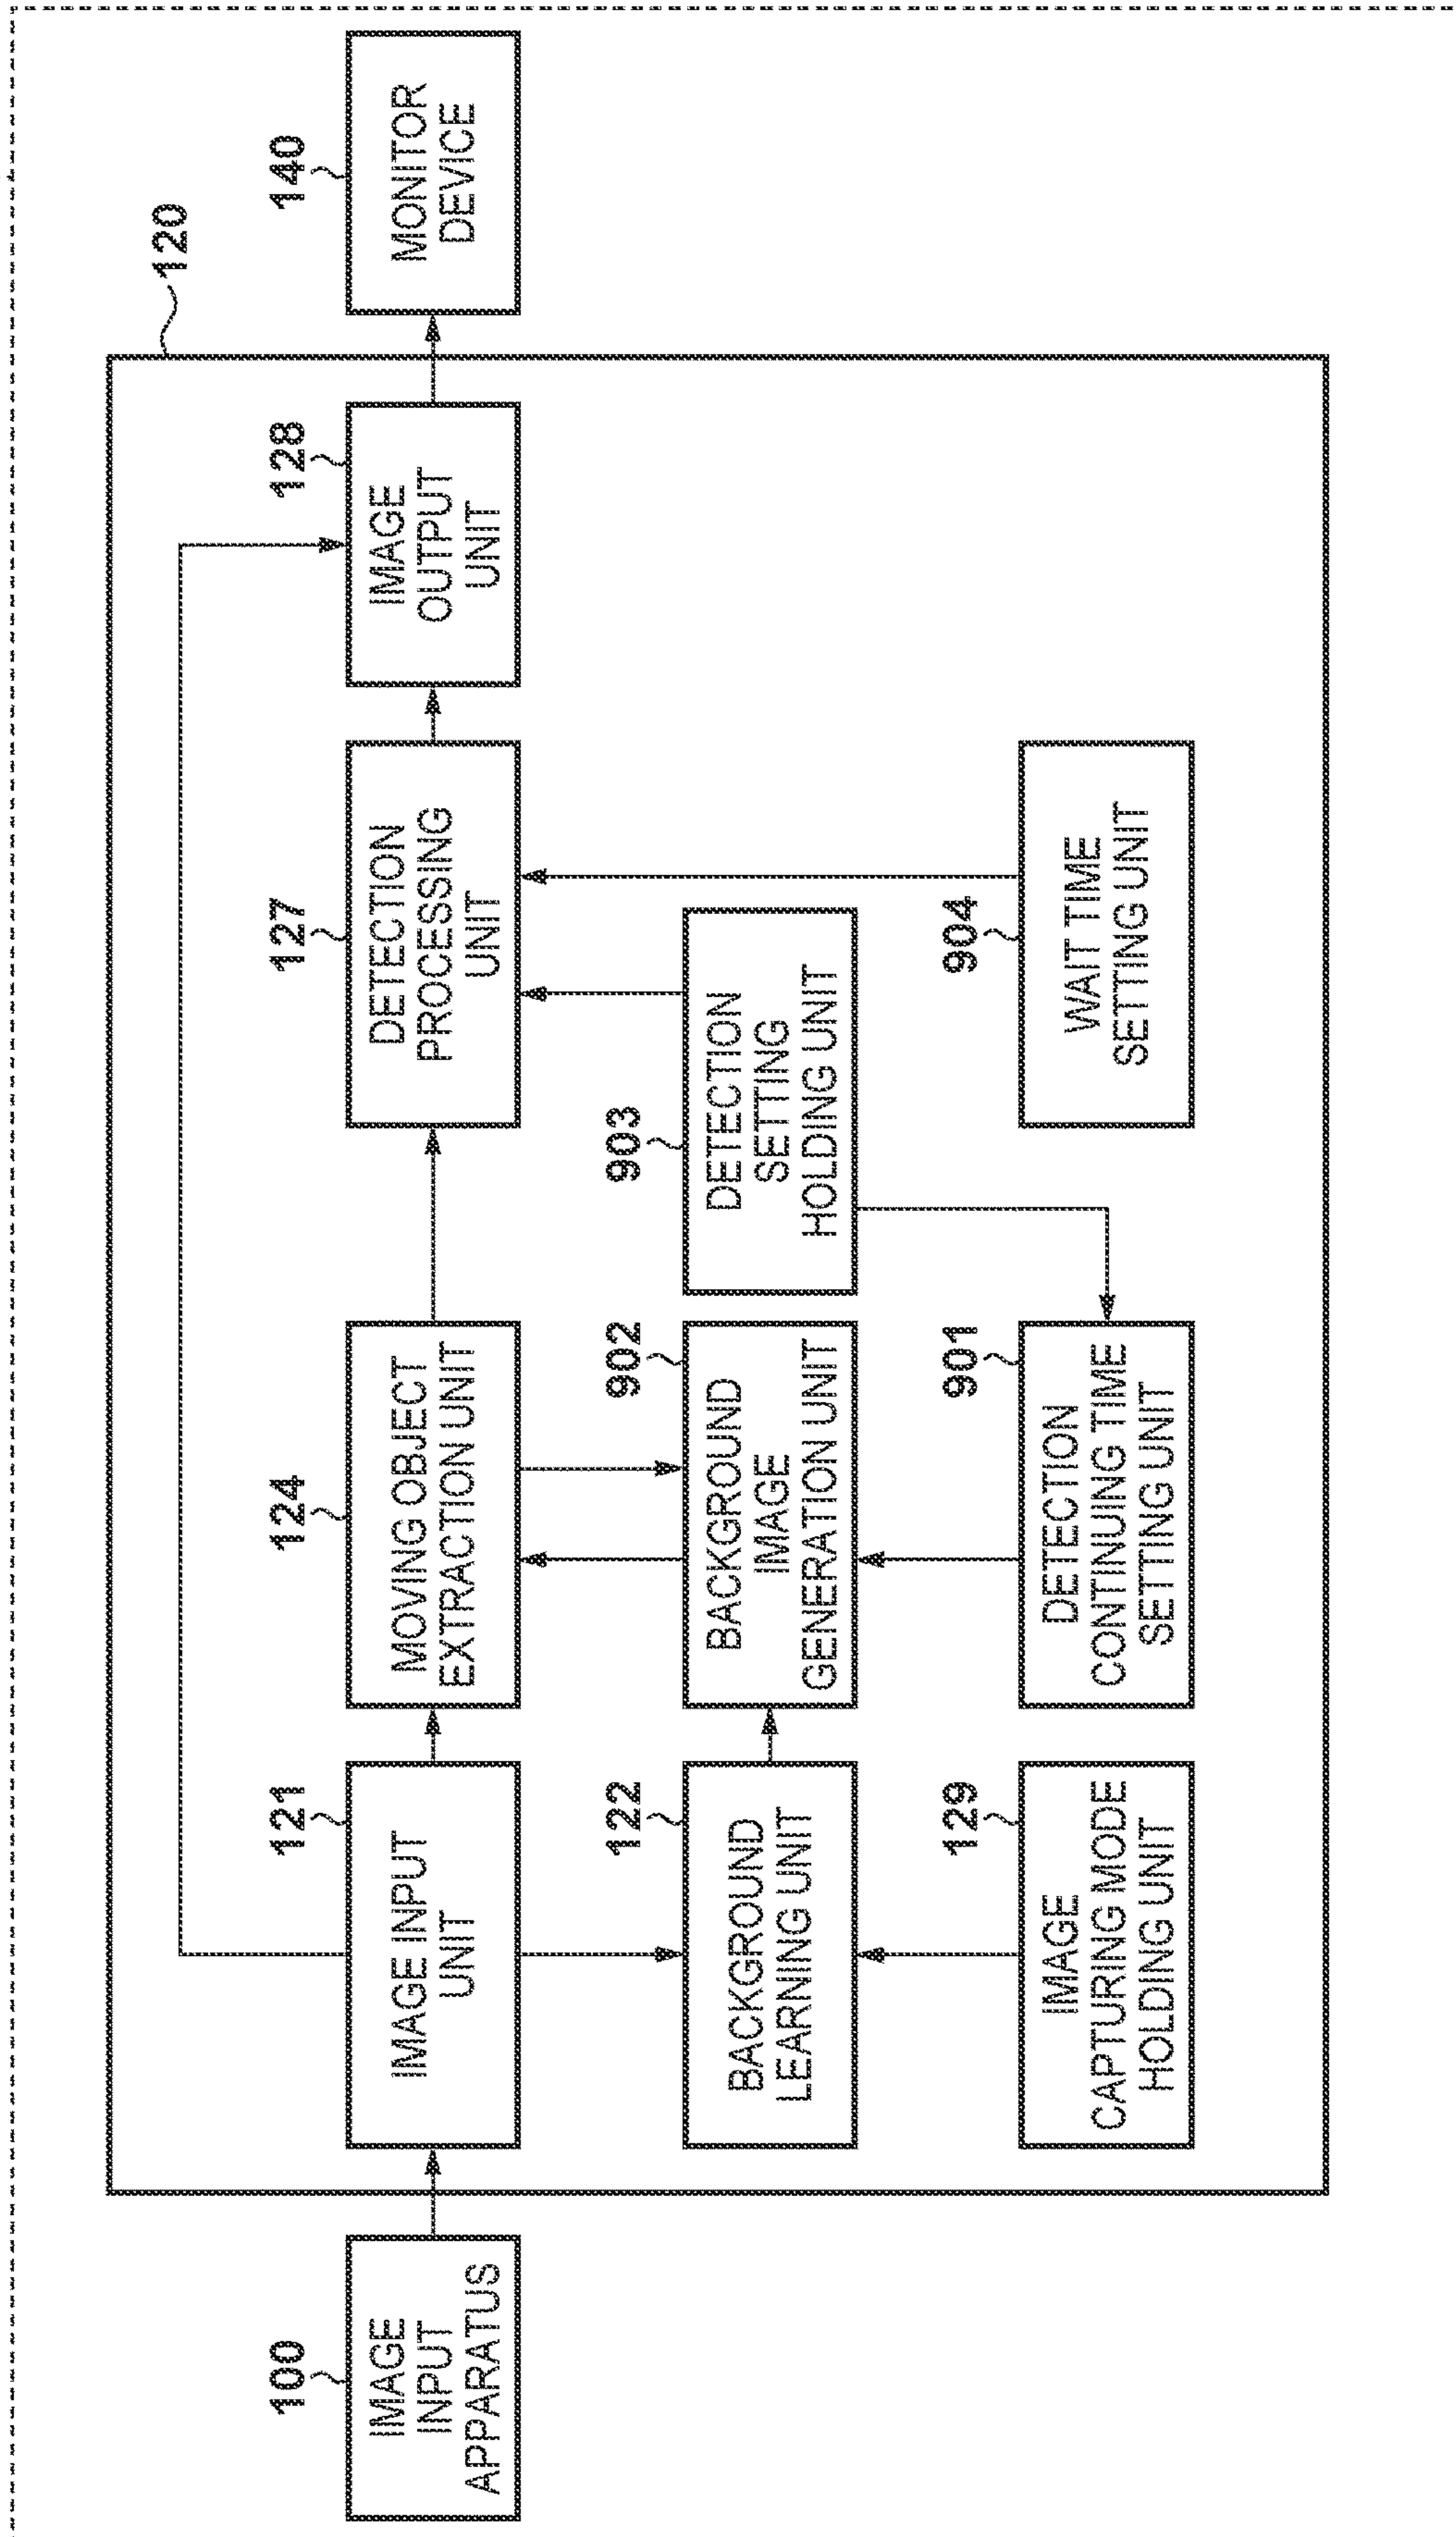 120
100
IMAGE
INPUT
APPARATUS
121
IMAGE INPUT
UNIT
124
MOVING OBJECT
EXTRACTION UNIT
127
DETECTION
PROCESSING
UNIT
128
IMAGE
OUTPUT
UNIT
140
MONITOR
DEVICE
122
BACKGROUND
LEARNING UNIT
902
BACKGROUND
IMAGE
GENERATION UNIT
903
DETECTION
SETTING
HOLDING UNIT
129
IMAGE
CAPTURING MODE
HOLDING UNIT
901
DETECTION
CONTINUING TIME
SETTING UNIT
904
WAIT TIME
SETTING UNIT